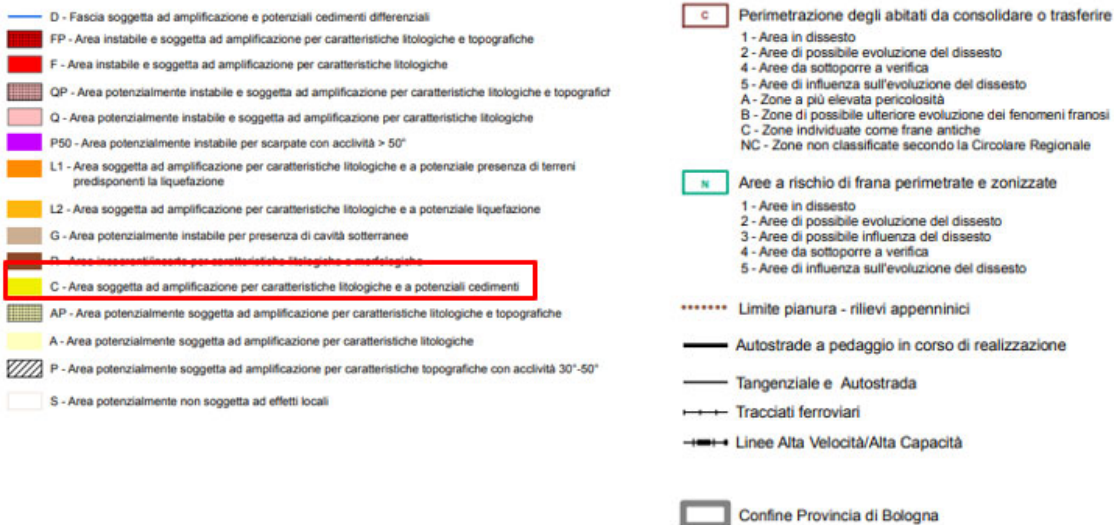 D - Fascia soggetta ad amplificazione e potenziali cedimenti differenziali
FP - Area instabile e soggetta ad amplificazione per caratteristiche litologiche e topografiche
F - Area instabile e soggetta ad amplificazione per caratteristiche litologiche
QP - Area potenzialmente instabile e soggetta ad amplificazione per caratteristiche litologiche e topografich
Q - Area potenzialmente instabile e soggetta ad amplificazione per caratteristiche litologiche
P50 - Area potenzialmente instabile per scarpate con acclività > 50°
L1 - Area soggetta ad amplificazione per caratteristiche litologiche e a potenziale presenza di terreni
predisponenti la liquefazione
L2 - Area soggetta ad amplificazione per caratteristiche litologiche e a potenziale liquefazione
G - Area potenzialmente instabile per presenza di cavità sotterranee
Area per caratteristiche litologiche e morfologiche
C - Area soggetta ad amplificazione per caratteristiche litologiche e a potenziali cedimenti
AP - Area potenzialmente soggetta ad amplificazione per caratteristiche litologiche e topografiche
A - Area potenzialmente soggetta ad amplificazione per caratteristiche litologiche
P - Area potenzialmente soggetta ad amplificazione per caratteristiche topografiche con acclività 30°-50°
S - Area potenzialmente non soggetta ad effetti locali
C Perimetrazione degli abitati da consolidare o trasferire
1 - Area in dissesto
2 - Aree di possibile evoluzione del dissesto
4 - Aree da sottoporre a verifica
5 - Aree di influenza sull'evoluzione del dissesto
A - Zone a più elevata pericolosità
B - Zone di possibile ulteriore evoluzione dei fenomeni franosi
C - Zone individuate come frane antiche
NC - Zone non classificate secondo la Circolare Regionale
N Aree a rischio di frana perimetrate e zonizzate
1 - Aree in dissesto
2 - Aree di possibile evoluzione del dissesto
3 - Aree di possibile influenza del dissesto
4 - Aree da sottoporre a verifica
5 - Aree di influenza sull'evoluzione del dissesto
Limite pianura - rilievi appenninici
Autostrade a pedaggio in corso di realizzazione
Tangenziale e Autostrada
Tracciati ferroviari
Linee Alta Velocità/Alta Capacità
Confine Provincia di Bologna